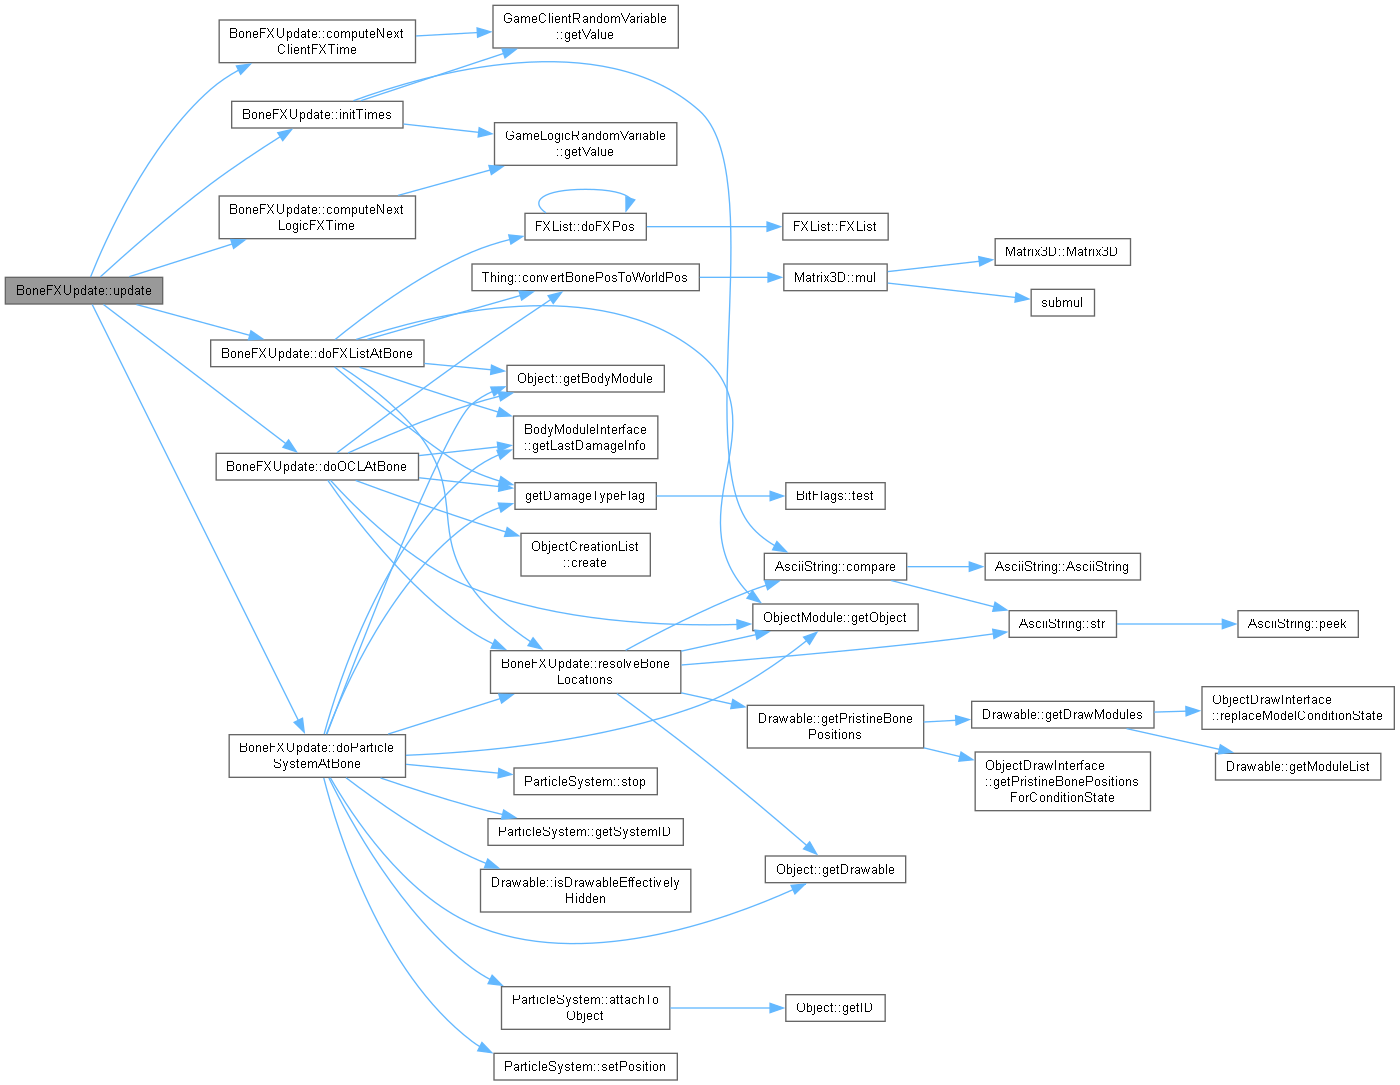 BoneFXUpdate::update
BoneFXUpdate::computeNext
ClientFXTime
BoneFXUpdate::initTimes
BoneFXUpdate::computeNext
LogicFXTime
BoneFXUpdate::doFXListAtBone
BoneFXUpdate::doOCLAtBone
BoneFXUpdate::doParticle
SystemAtBone
GameClientRandomVariable
::getValue
GameLogicRandomVariable
::getValue
FXList::doFXPos
Thing::convertBonePosToWorldPos
Object::getBodyModule
BodyModuleInterface
::getLastDamageInfo
getDamageTypeFlag
ObjectCreationList
::create
BoneFXUpdate::resolveBone
Locations
ParticleSystem::stop
ParticleSystem::getSystemID
Drawable::isDrawableEffectively
Hidden
ParticleSystem::attachTo
Object
ParticleSystem::setPosition
FXList::FXList
Matrix3D::mul
BitFlags::test
AsciiString::compare
ObjectModule::getObject
Drawable::getPristineBone
Positions
Object::getDrawable
Object::getID
Matrix3D::Matrix3D
submul
AsciiString::AsciiString
AsciiString::str
Drawable::getDrawModules
ObjectDrawInterface
::getPristineBonePositions
ForConditionState
AsciiString::peek
ObjectDrawInterface
::replaceModelConditionState
Drawable::getModuleList